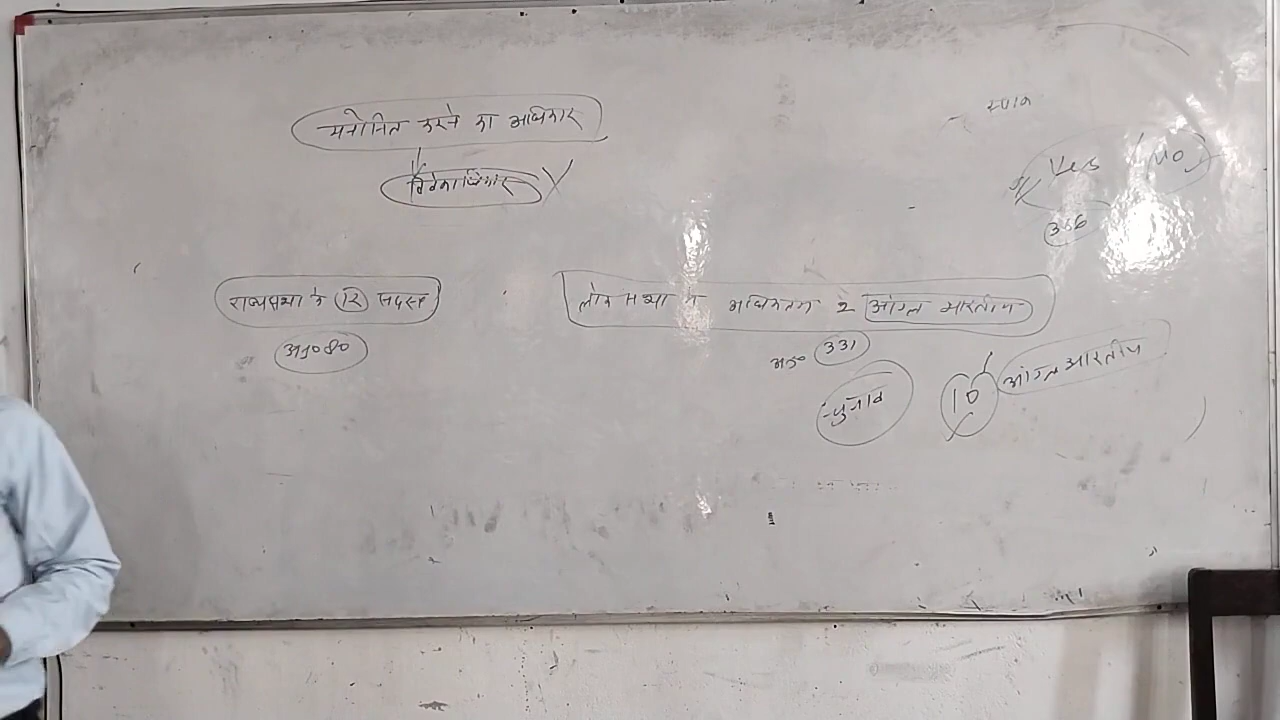 मनोनित करने का अधिकार
विवेकाधिकार X
Yes / No
366
राज्यसभा के 12 सदस्य
अनु० 80
लोक सभा में अधिकतम 2 आंग्ल भारतीय
अनु० 331
चुनाव
10
आंग्ल भारतीय